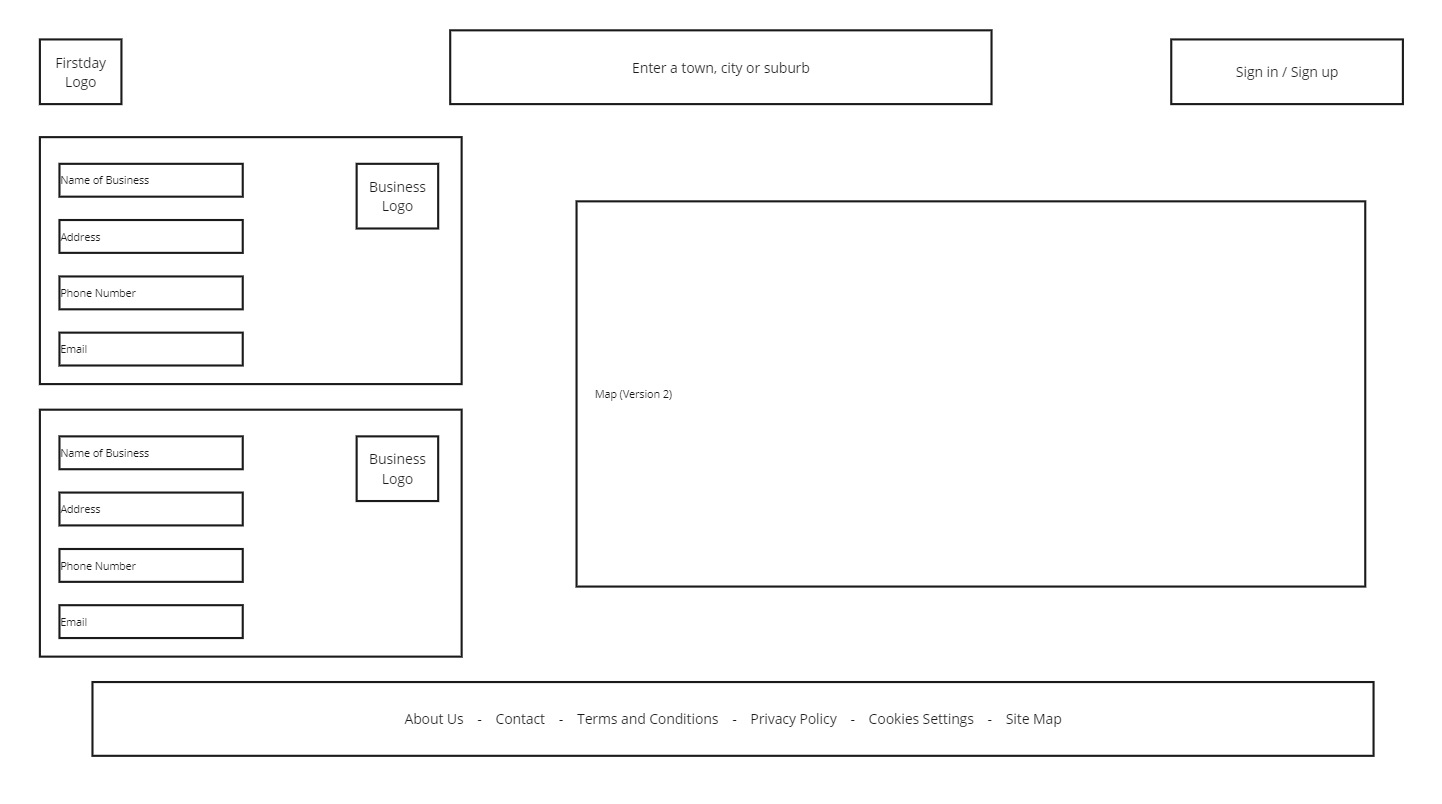 Firstday
Logo
Enter a town, city or suburb
Sign in / Sign up
Name of Business
Business
Logo
Address
Phone Number
Email
Map (Version 2)
Name of Business
Business
Logo
Address
Phone Number
Email
About Us - Contact - Terms and Conditions - Privacy Policy - Cookies Settings - Site Map